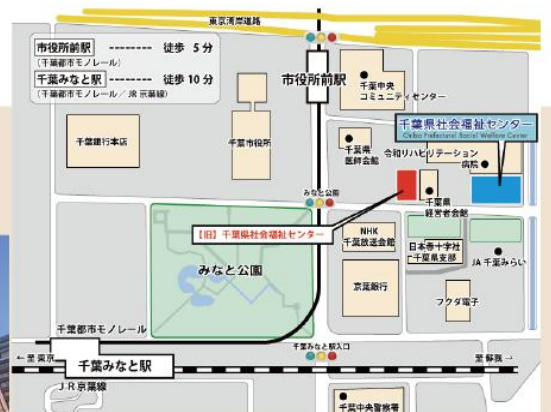 東京湾岸道路
市役所前駅 -------- 徒歩 5 分
(千葉都市モノレール)
千葉みなと駅 -------- 徒歩 10 分
(千葉都市モノレール / JR 京葉線)
市役所前駅
千葉中央
コミュニティセンター
千葉県社会福祉センター
Chiba Prefectural Social Welfare Center
千葉銀行本店
千葉市役所
千葉県
医師会館
令和リハビリテーション
病院
みなと公園
千葉県
経営者会館
【旧】千葉県社会福祉センター
NHK
千葉放送会館
日本赤十字社
千葉県支部
JA 千葉みらい
みなと公園
京葉銀行
フクダ電子
千葉都市モノレール
千葉みなと駅入口
←至東京
千葉みなと駅
至蘇我→
JR京葉線
千葉中央警察署